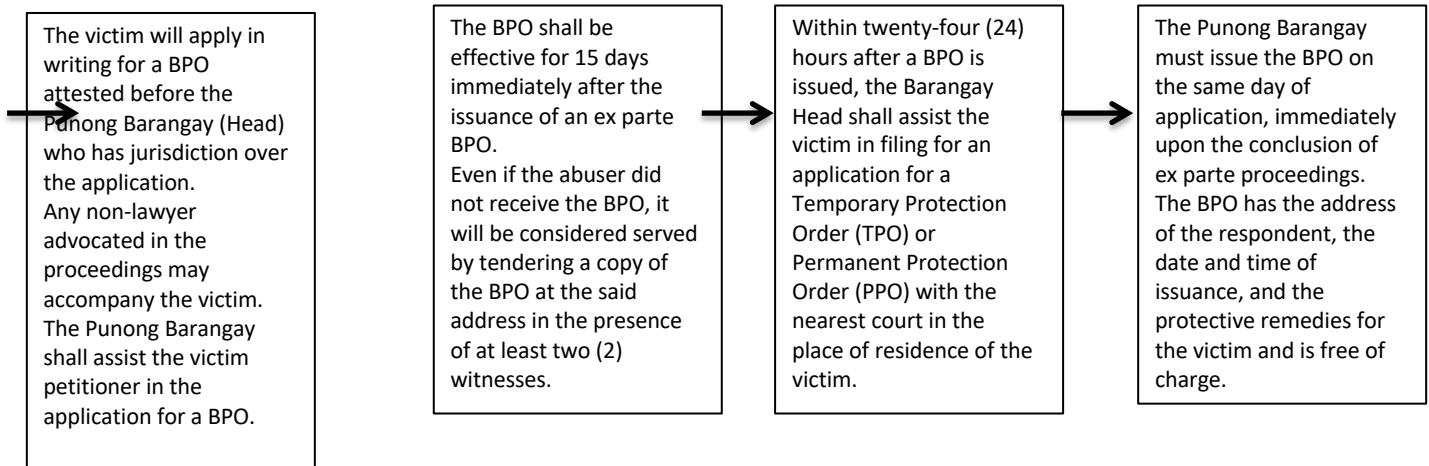 The victim will apply in
writing for a BPO
attested before the
Punong Barangay (Head)
who has jurisdiction over
the application.
Any non-lawyer
advocated in the
proceedings may
accompany the victim.
The Punong Barangay
shall assist the victim
petitioner in the
application for a BPO.
The BPO shall be
effective for 15 days
immediately after the
issuance of an ex parte
BPO.
Even if the abuser did
not receive the BPO, it
will be considered served
by tendering a copy of
the BPO at the said
address in the presence
of at least two (2)
witnesses.
Within twenty-four (24)
hours after a BPO is
issued, the Barangay
Head shall assist the
victim in filing for an
application for a
Temporary Protection
Order (TPO) or
Permanent Protection
Order (PPO) with the
nearest court in the
place of residence of the
victim.
The Punong Barangay
must issue the BPO on
the same day of
application, immediately
upon the conclusion of
ex parte proceedings.
The BPO has the address
of the respondent, the
date and time of
issuance, and the
protective remedies for
the victim and is free of
charge.